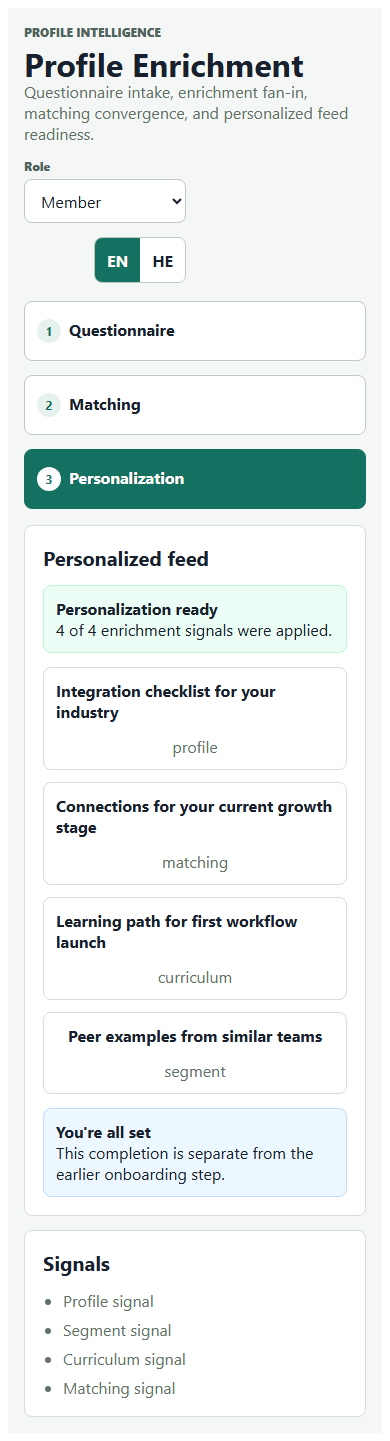 PROFILE INTELLIGENCE
Profile Enrichment
Questionnaire intake, enrichment fan-in,
matching convergence, and personalized feed
readiness.
Role
Member
EN HE
1 Questionnaire
2 Matching
3 Personalization
Personalized feed
Personalization ready
4 of 4 enrichment signals were applied.
Integration checklist for your
industry
profile
Connections for your current growth
stage
matching
Learning path for first workflow
launch
curriculum
Peer examples from similar teams
segment
You're all set
This completion is separate from the
earlier onboarding step.
Signals
Profile signal
Segment signal
Curriculum signal
Matching signal